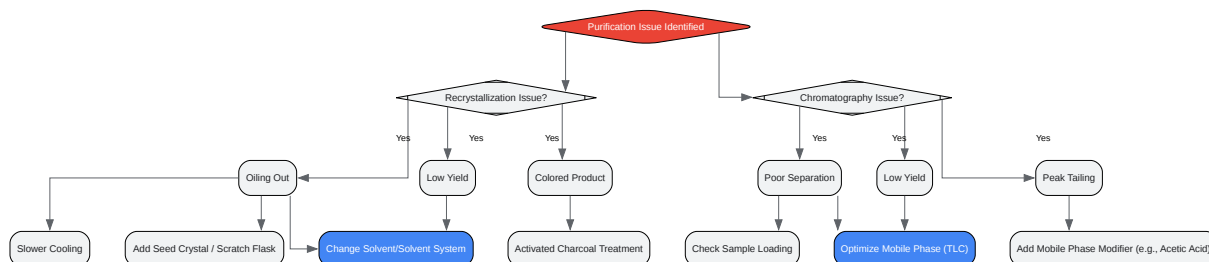 Purification Issue Identified
Recrystallization Issue?
Chromatography Issue?
Yes
Yes
Yes
Yes
Yes
Yes
Oiling Out
Low Yield
Colored Product
Poor Separation
Low Yield
Peak Tailing
Slower Cooling
Add Seed Crystal / Scratch Flask
Change Solvent/Solvent System
Activated Charcoal Treatment
Check Sample Loading
Optimize Mobile Phase (TLC)
Add Mobile Phase Modifier (e.g., Acetic Acid)